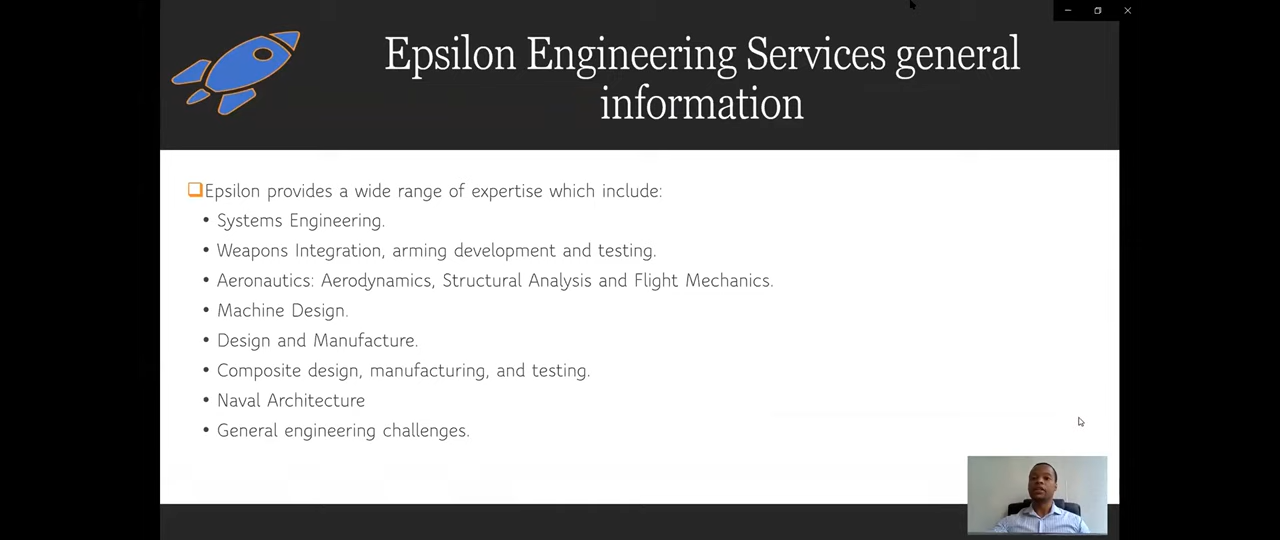 Epsilon Engineering Services general
information
Epsilon provides a wide range of expertise which include:
• Systems Engineering.
• Weapons Integration, arming development and testing.
• Aeronautics: Aerodynamics, Structural Analysis and Flight Mechanics.
• Machine Design.
• Design and Manufacture.
• Composite design, manufacturing, and testing.
• Naval Architecture
• General engineering challenges.